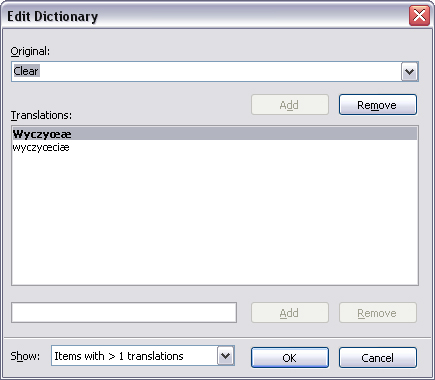 Edit Dictionary
Original:
Clear
Add
Remove
Translations:
Wyczyœæ
wyczyœciæ
Add
Remove
Show:
Items with > 1 translations
OK
Cancel